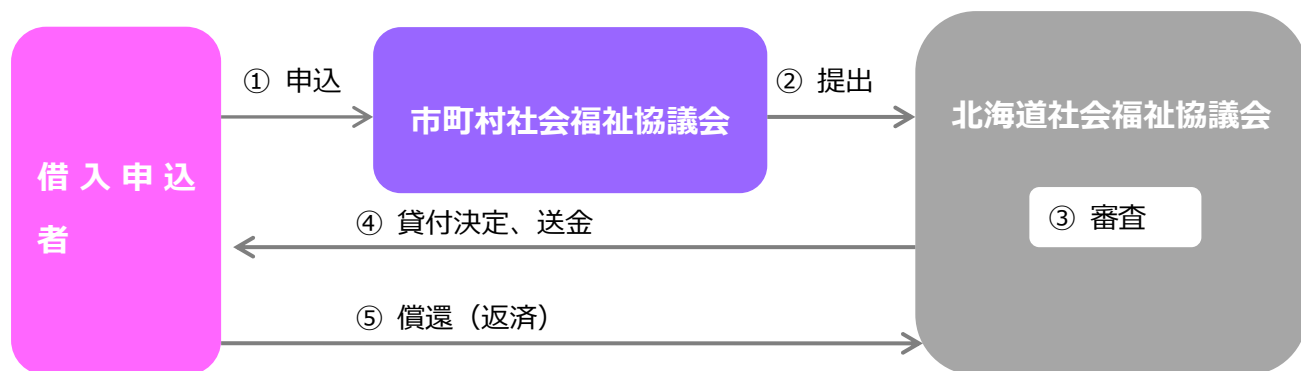 ① 申込
市町村社会福祉協議会
② 提出
北海道社会福祉協議会
借入申込
者
③ 審査
④ 貸付決定、送金
⑤ 償還（返済）